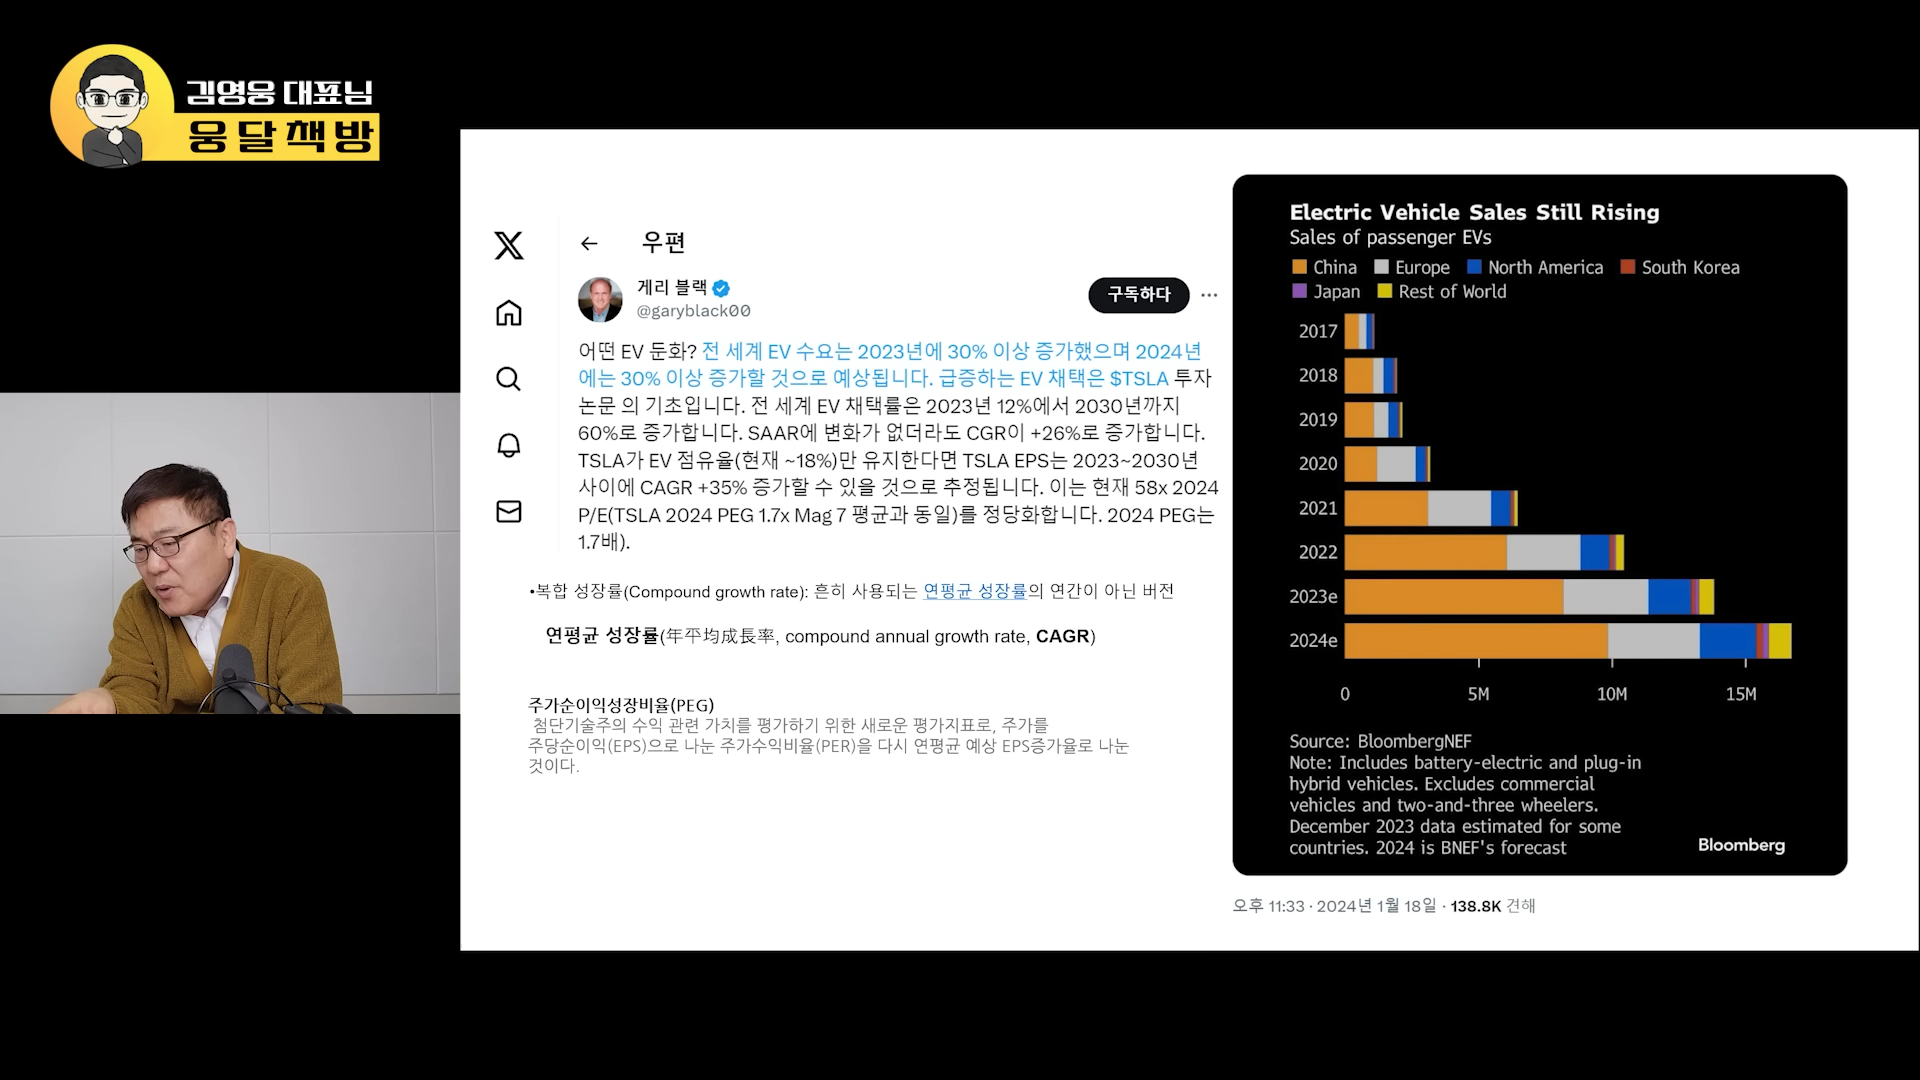 김영웅 대표님
웅달책방
우편
게리 블랙
@garyblack00
구독하다
어떤 EV 둔화? 전 세계 EV 수요는 2023년에 30% 이상 증가했으며 2024년
에는 30% 이상 증가할 것으로 예상됩니다. 급증하는 EV 채택은 $TSLA 투자
논문 의 기초입니다. 전 세계 EV 채택률은 2023년 12%에서 2030년까지
60%로 증가합니다. SAAR에 변화가 없더라도 CGR이 +26%로 증가합니다.
TSLA가 EV 점유율(현재 ~18%)만 유지한다면 TSLA EPS는 2023~2030년
사이에 CAGR +35% 증가할 수 있을 것으로 추정됩니다. 이는 현재 58x 2024
P/E(TSLA 2024 PEG 1.7x Mag 7 평균과 동일)를 정당화합니다. 2024 PEG는
1.7배).
•복합 성장률(Compound growth rate): 흔히 사용되는 연평균 성장률의 연간이 아닌 버전
연평균 성장률(年平均成長率, compound annual growth rate, CAGR)
주가순이익성장비율(PEG)
첨단기술주의 수익 관련 가치를 평가하기 위한 새로운 평가지표로, 주가를
주당순이익(EPS)으로 나눈 주가수익비율(PER)을 다시 연평균 예상 EPS증가율로 나눈
것이다.
Electric Vehicle Sales Still Rising
Sales of passenger EVs
China Europe North America South Korea
Japan Rest of World
2017
2018
2019
2020
2021
2022
2023e
2024e
0 5M 10M 15M
Source: BloombergNEF
Note: Includes battery-electric and plug-in
hybrid vehicles. Excludes commercial
vehicles and two-and-three wheelers.
December 2023 data estimated for some
countries. 2024 is BNEF's forecast
Bloomberg
오후 11:33 · 2024년 1월 18일 · 138.8K 견해